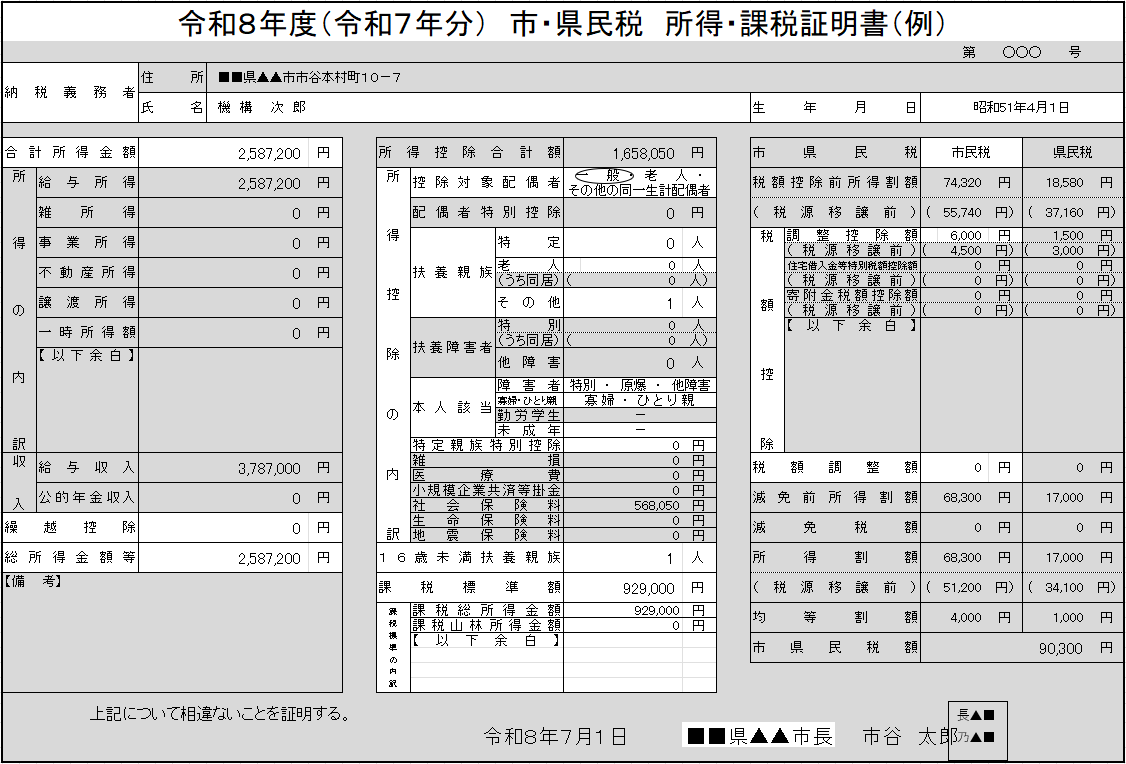 令和８年度（令和７年分）　市・県民税　所得・課税証明書（例）
第　○○○　号
納税義務者
住所　■■県▲▲市市谷本村町１０－７
氏名　機構　次郎　生年月日　昭和51年4月1日
合計所得金額　2,587,200　円
所得の内訳
給与所得　2,587,200　円
雑所得　0　円
事業所得　0　円
不動産所得　0　円
譲渡所得　0　円
一時所得額　0　円
【以下余白】
収入
給与収入　3,787,000　円
公的年金収入　0　円
繰越控除　0　円
総所得金額等　2,587,200　円
【備考】
所得控除合計額　1,658,050　円
所得控除の内訳
控除対象配偶者　一般・老人・
その他の同一生計配偶者
配偶者特別控除　0　円
扶養親族
特定　0　人
老人　0　人
（うち同居）　（　0　人）
その他　1　人
扶養障害者
特別　0　人
（うち同居）　（　0　人）
他障害　0　人
本人該当
障害者　特別・原爆・他障害
寡婦・ひとり親　寡婦・ひとり親
勤労学生　－
未成年　－
特定親族特別控除　0　円
雑損　0　円
医療費　0　円
小規模企業共済等掛金　0　円
社会保険料　568,050　円
生命保険料　0　円
地震保険料　0　円
１６歳未満扶養親族　1　人
課税標準額　929,000　円
課税標準の内訳
課税総所得金額　929,000　円
課税山林所得金額　0　円
【以下余白】
市県民税　市民税　県民税
税額控除前所得割額　74,320　円　18,580　円
（税源移譲前）　（　55,740　円）　（　37,160　円）
税額控除
調整控除額　6,000　円　1,500　円
（税源移譲前）　（　4,500　円）　（　3,000　円）
住宅借入金等特別税額控除額　0　円　0　円
（税源移譲前）　（　0　円）　（　0　円）
寄附金税額控除額　0　円　0　円
（税源移譲前）　（　0　円）　（　0　円）
【以下余白】
税額調整額　0　円　0　円
減免前所得割額　68,300　円　17,000　円
減免税額　0　円　0　円
所得割額　68,300　円　17,000　円
（税源移譲前）　（　51,200　円）　（　34,100　円）
均等割額　4,000　円　1,000　円
市県民税額　90,300　円
上記について相違ないことを証明する。
令和８年７月１日　■■県▲▲市長　市谷　太郎
長▲■
乃▲■